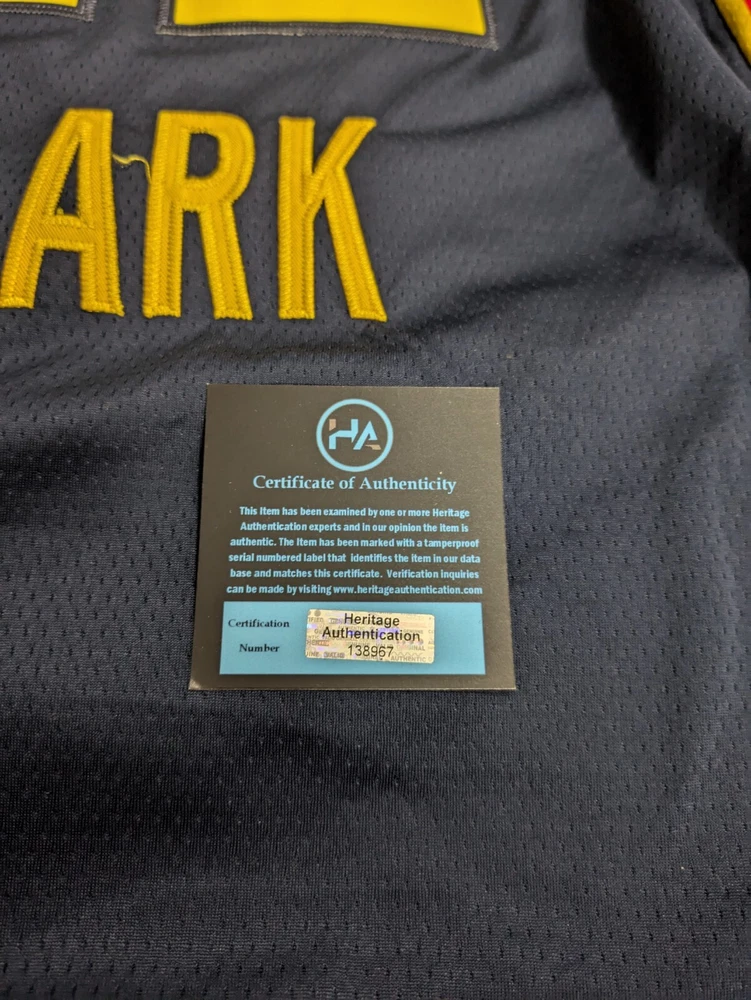 ARK
HA
Certificate of Authenticity
This Item has been examined by one or more Heritage
Authentication experts and in our opinion the item is
authentic. The Item has been marked with a tamperproof
serial numbered label that identifies the item in our data
base and matches this certificate. Verification inquiries
can be made by visiting www.heritageauthentication.com
Certification
Number
Heritage
Authentication
138967